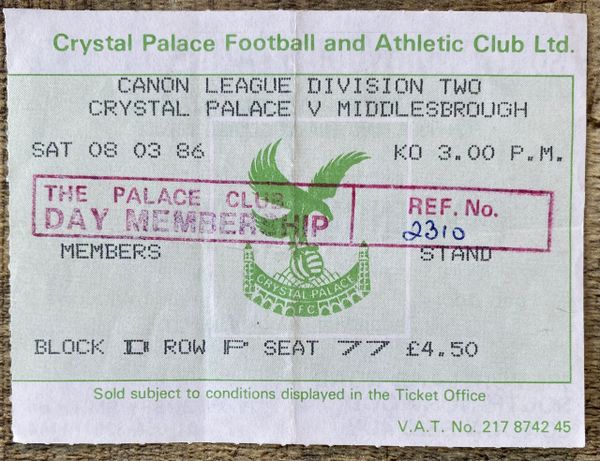 Crystal Palace Football and Athletic Club Ltd.
CANON LEAGUE DIVISION TWO
CRYSTAL PALACE V MIDDLESBROUGH
SAT 08 03 86 KO 3.00 P.M.
THE PALACE CLUB
DAY MEMBERSHIP
REF. No.
2310
MEMBERS STAND
CRYSTAL PALACE
F.C.
BLOCK D ROW P SEAT 77 £4.50
Sold subject to conditions displayed in the Ticket Office
V.A.T. No. 217 8742 45